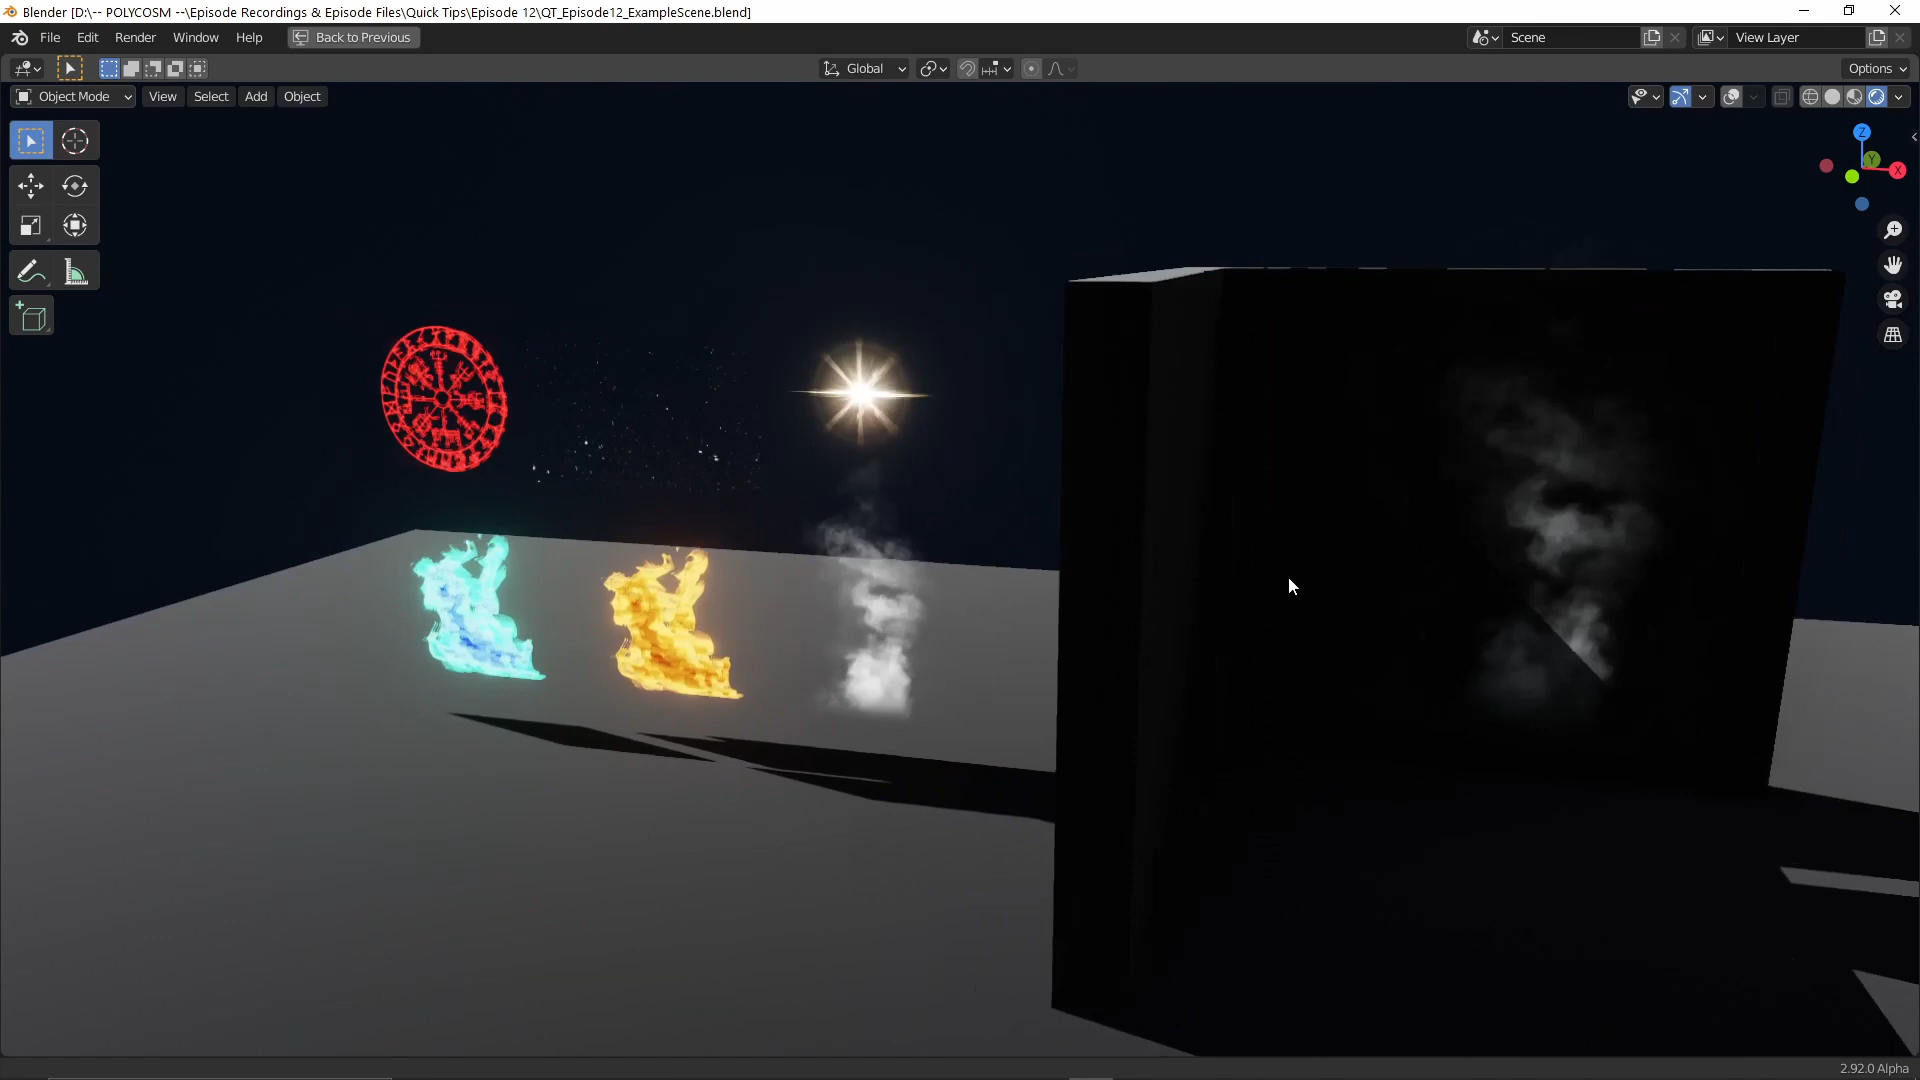 Blender [D:\-- POLYCOSM --\Episode Recordings & Episode Files\Quick Tips\Episode 12\QT_Episode12_ExampleScene.blend]
File Edit Render Window Help Back to Previous Scene View Layer
Global Options
Object Mode View Select Add Object
Z
Y
X
2.92.0 Alpha